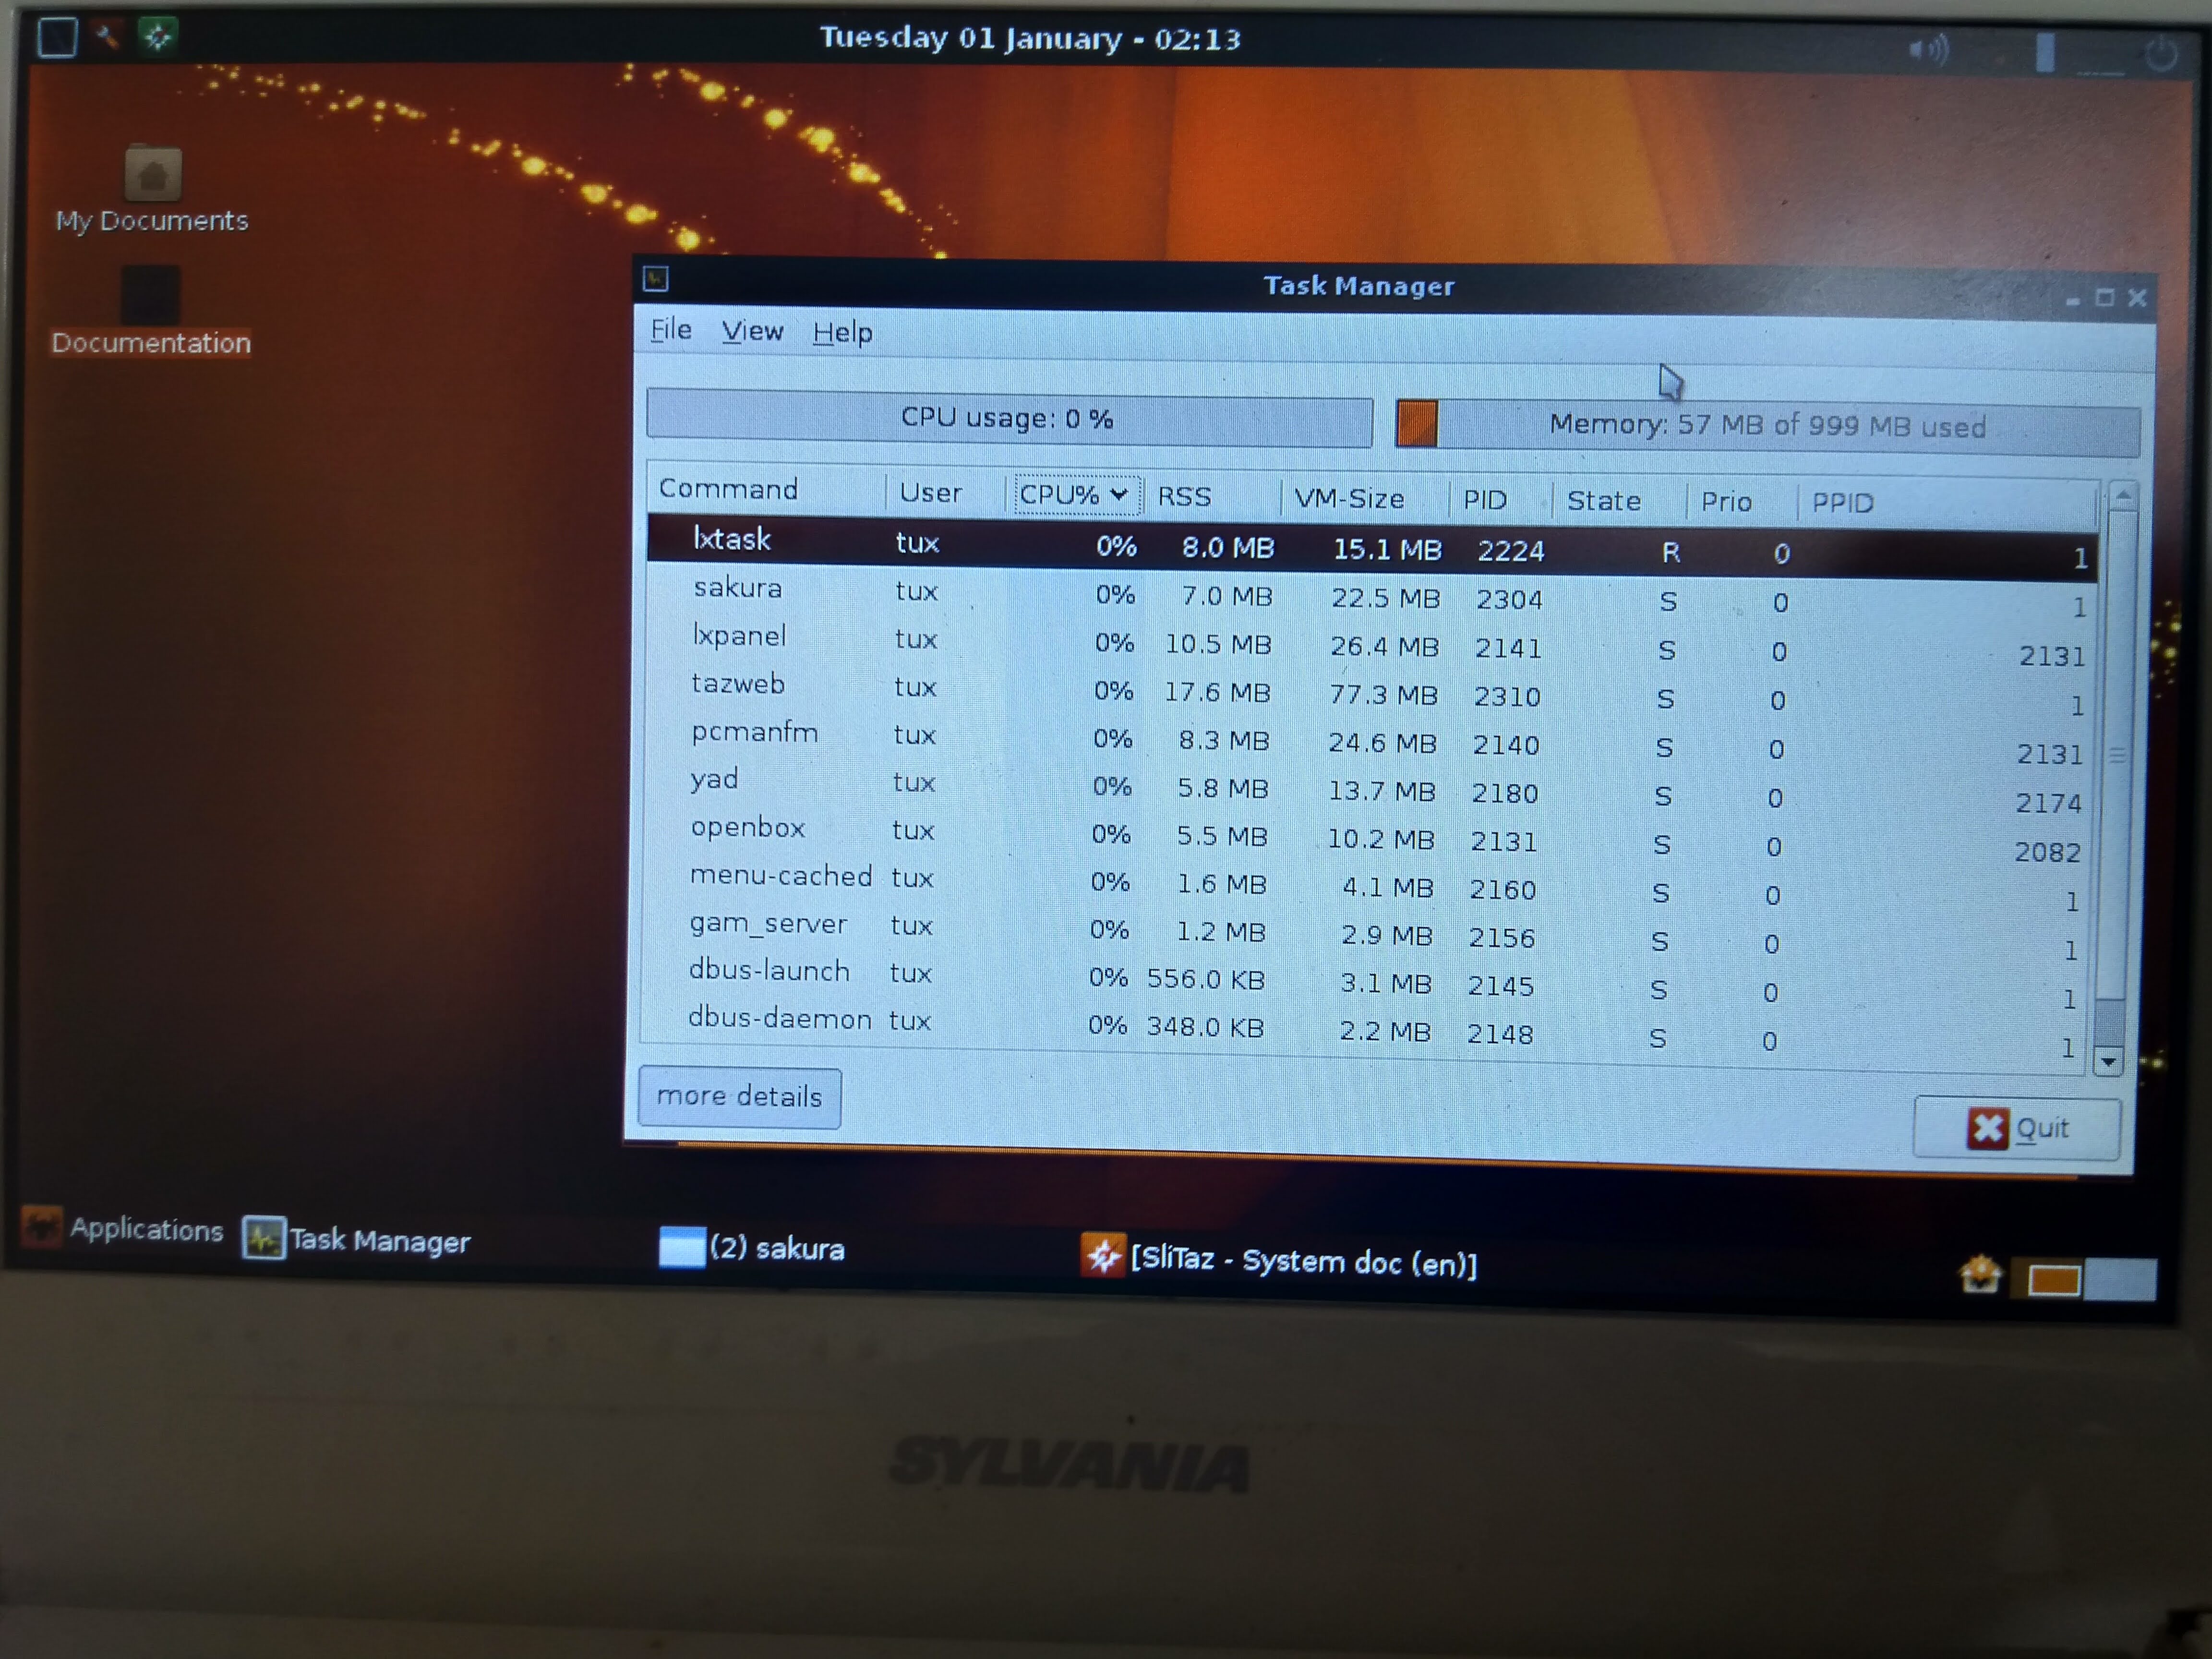 Tuesday 01 January - 02:13
My Documents
Documentation
Task Manager
File View Help
CPU usage: 0 % Memory: 57 MB of 999 MB used
Command User CPU% RSS VM-Size PID State Prio PPID
lxtask tux 0% 8.0 MB 15.1 MB 2224 R 0 1
sakura tux 0% 7.0 MB 22.5 MB 2304 S 0 1
lxpanel tux 0% 10.5 MB 26.4 MB 2141 S 0 2131
tazweb tux 0% 17.6 MB 77.3 MB 2310 S 0 1
pcmanfm tux 0% 8.3 MB 24.6 MB 2140 S 0 2131
yad tux 0% 5.8 MB 13.7 MB 2180 S 0 2174
openbox tux 0% 5.5 MB 10.2 MB 2131 S 0 2082
menu-cached tux 0% 1.6 MB 4.1 MB 2160 S 0 1
gam_server tux 0% 1.2 MB 2.9 MB 2156 S 0 1
dbus-launch tux 0% 556.0 KB 3.1 MB 2145 S 0 1
dbus-daemon tux 0% 348.0 KB 2.2 MB 2148 S 0 1
more details Quit
Applications Task Manager (2) sakura [SliTaz - System doc (en)]
SYLVANIA